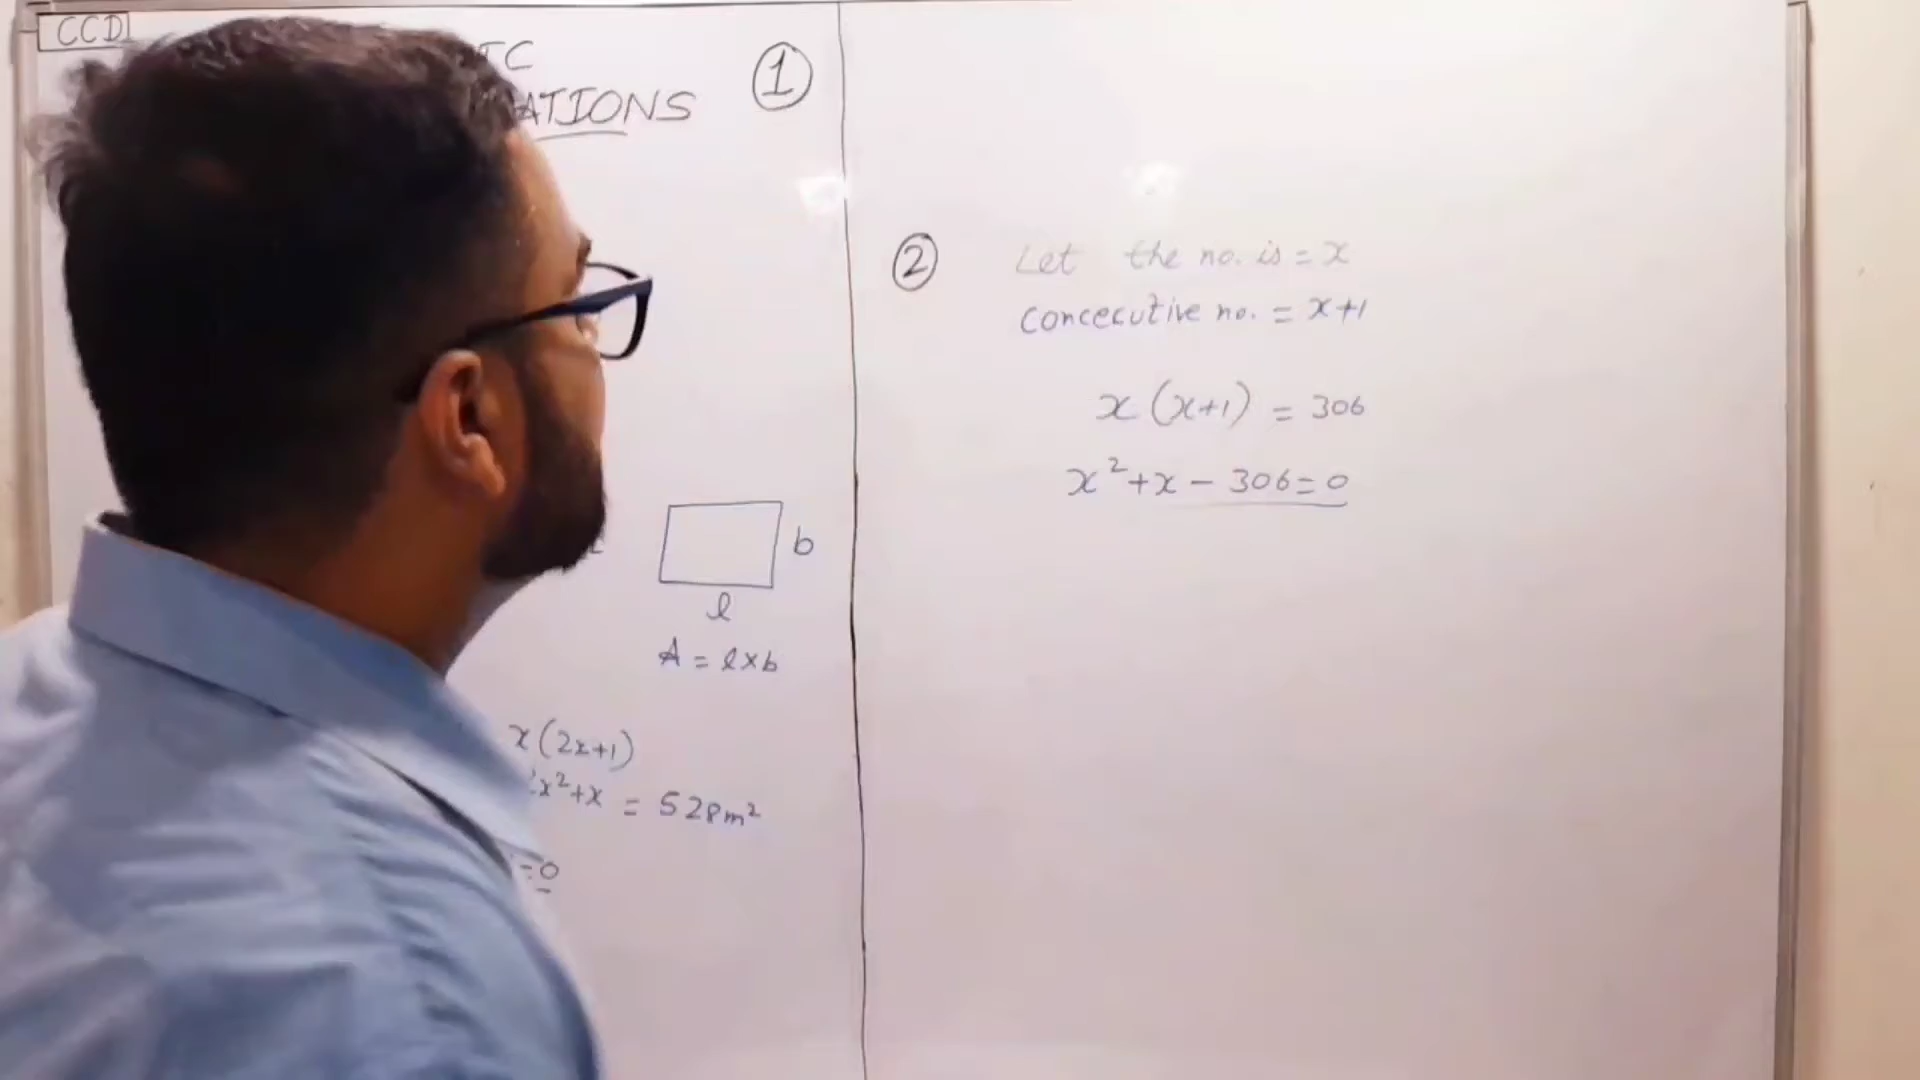 CCD
IC
ATIONS
①
b
l
A = l×b
x(2x+1)
x²+x = 528m²
=0
② Let the no. is = x
concecutive no. = x+1
x(x+1) = 306
x²+x-306=0